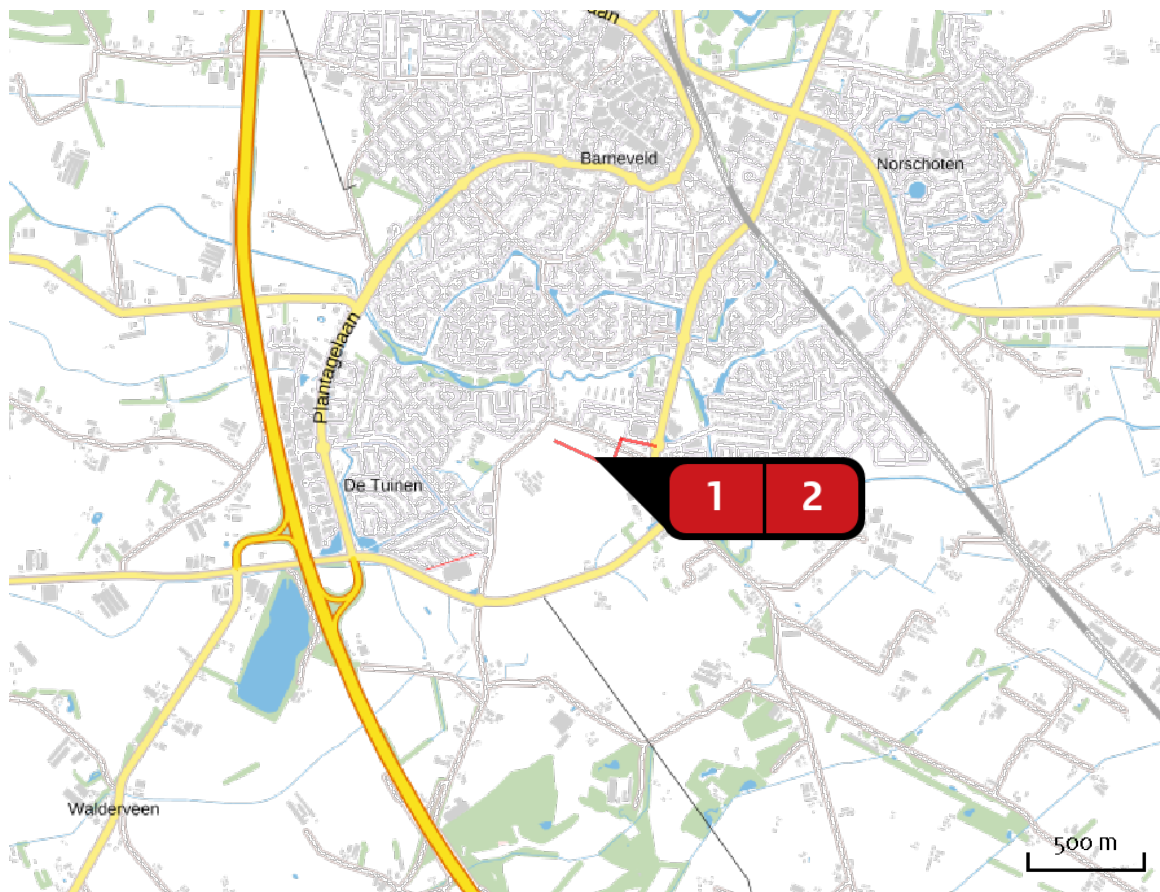 Barneveld
Norschoten
Plantagelaan
De Tuinen
1 2
Walderveen
500 m